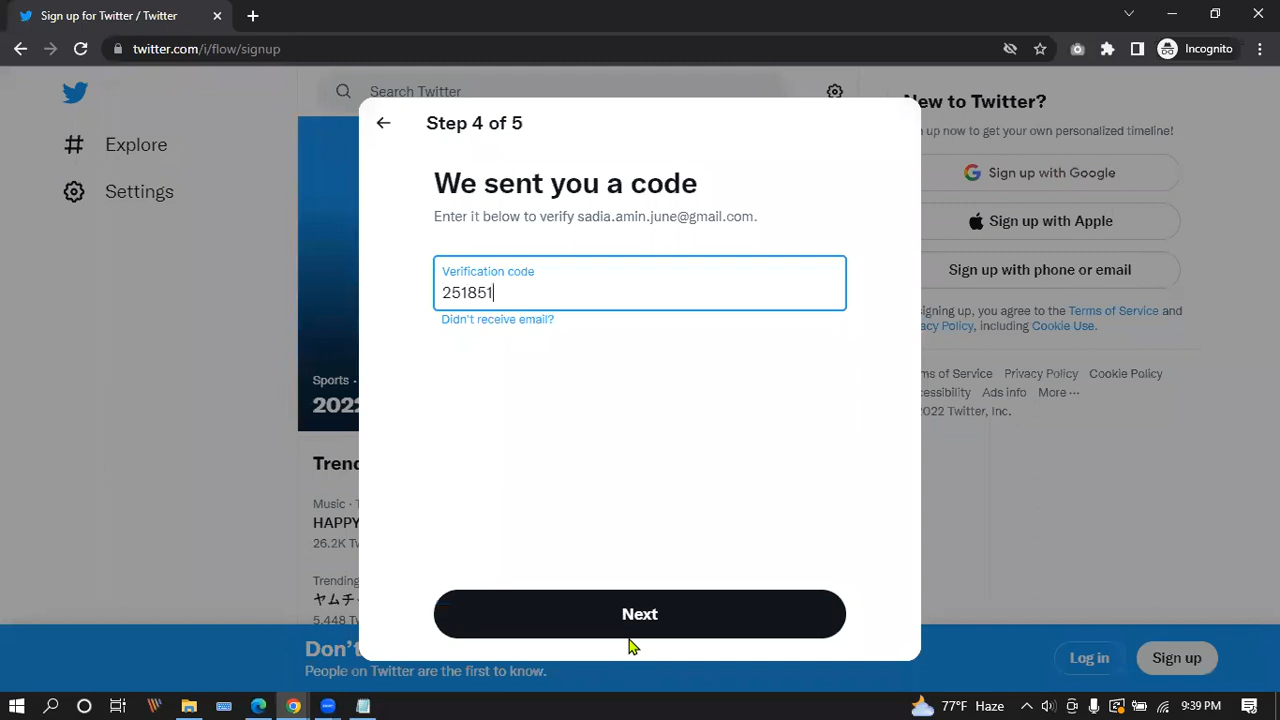 Sign up for Twitter / Twitter
twitter.com/i/flow/signup
Incognito
Explore
Settings
Search Twitter
Sports ·
2022
Trend
Music · T
HAPPY
26.2K Tw
Trending
ヤムチ
5,448 T
Step 4 of 5
We sent you a code
Enter it below to verify sadia.amin.june@gmail.com.
Verification code
251851
Didn't receive email?
Next
New to Twitter?
up now to get your own personalized timeline!
Sign up with Google
Sign up with Apple
Sign up with phone or email
signing up, you agree to the Terms of Service and
acy Policy, including Cookie Use.
ms of Service Privacy Policy Cookie Policy
cessibility Ads info More ···
2022 Twitter, Inc.
Don't
People on Twitter are the first to know.
Log in
Sign up
77°F Haze
9:39 PM